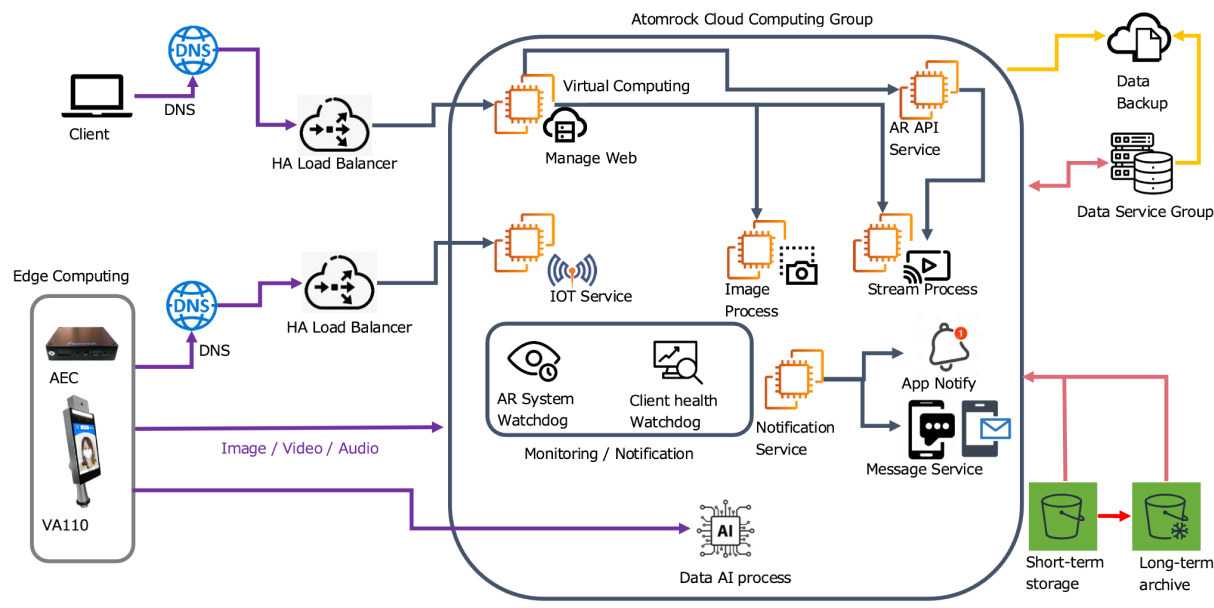 Atomrock Cloud Computing Group
DNS
Client
DNS
HA Load Balancer
Virtual Computing
Manage Web
AR API
Service
Data
Backup
Data Service Group
Edge Computing
DNS
DNS
HA Load Balancer
IOT Service
Image
Process
Stream Process
AEC
VA110
Image / Video / Audio
AR System
Watchdog
Client health
Watchdog
Monitoring / Notification
Notification
Service
1
App Notify
Message Service
AI
Data AI process
Short-term
storage
Long-term
archive